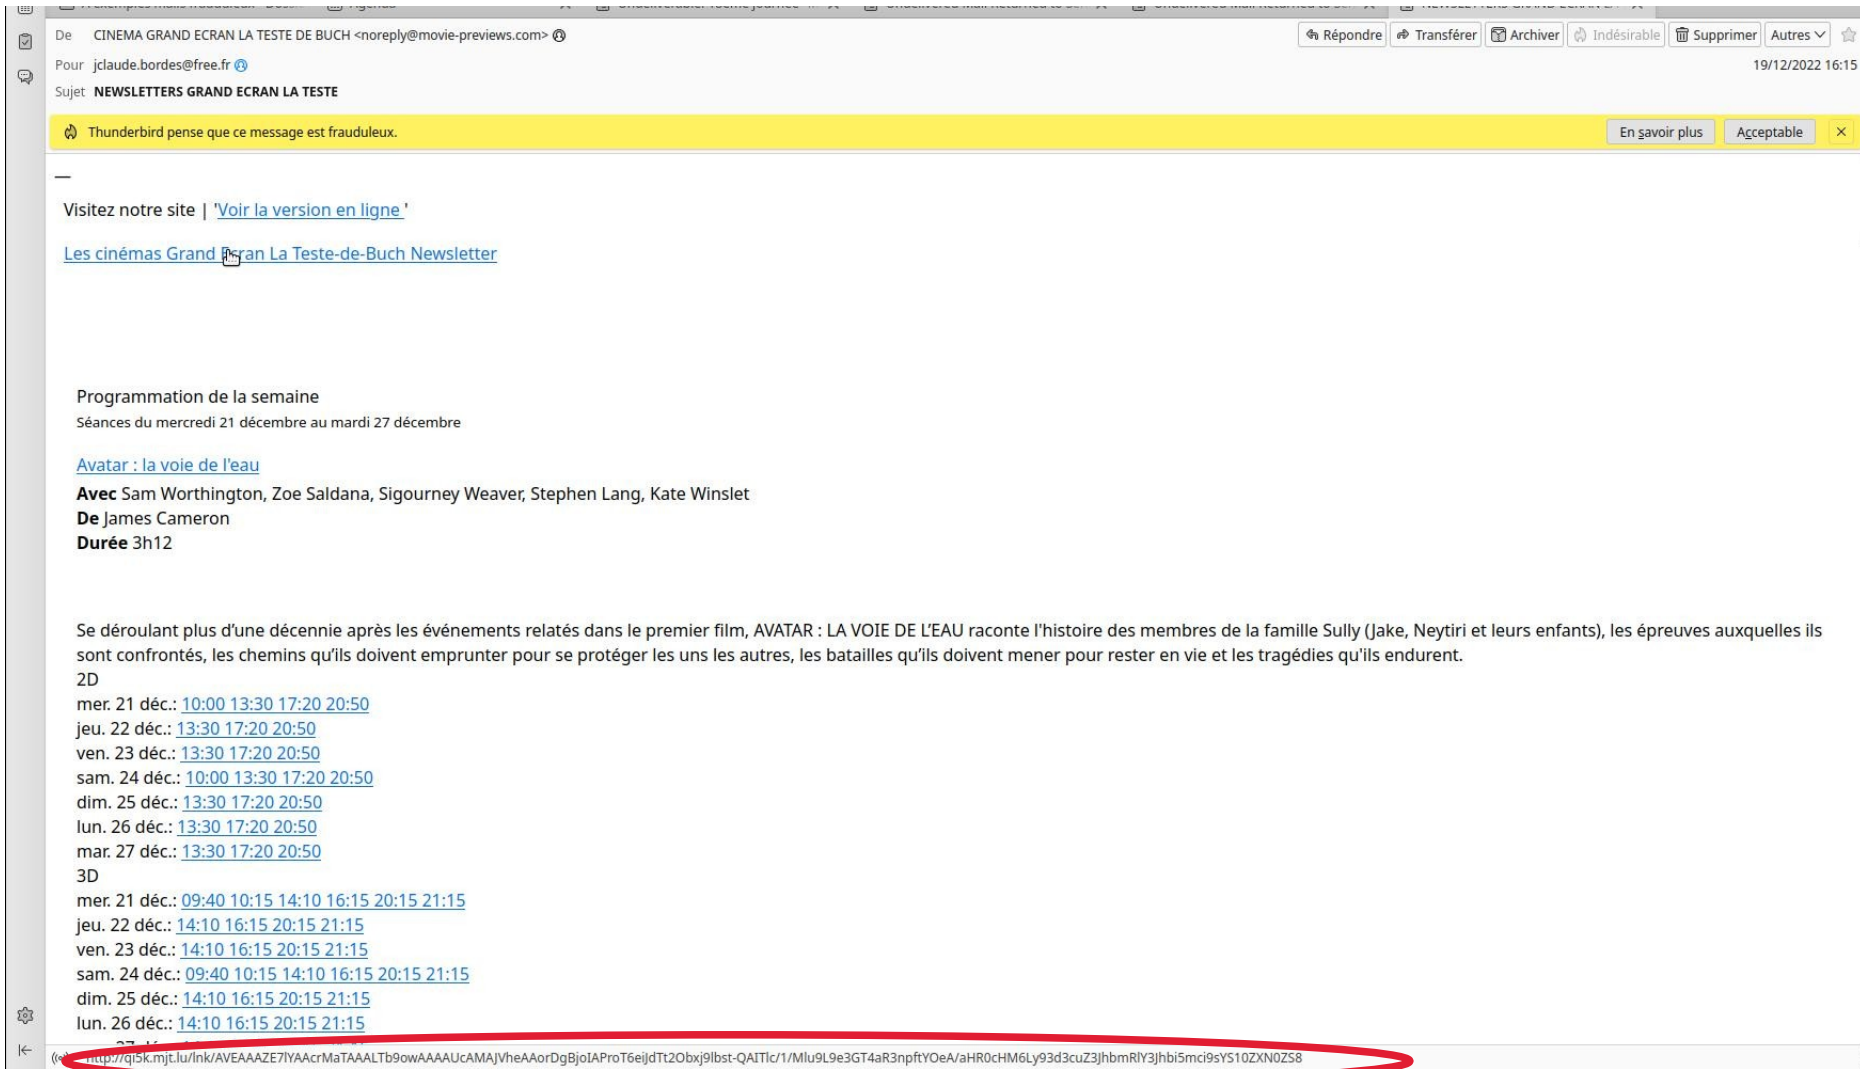 De CINEMA GRAND ECRAN LA TESTE DE BUCH <noreply@movie-previews.com>
Répondre Transférer Archiver Indésirable Supprimer Autres
Pour jclaude.bordes@free.fr
19/12/2022 16:15
Sujet NEWSLETTERS GRAND ECRAN LA TESTE
Thunderbird pense que ce message est frauduleux.
En savoir plus Acceptable
—
Visitez notre site | 'Voir la version en ligne '
Les cinémas Grand Ecran La Teste-de-Buch Newsletter
Programmation de la semaine
Séances du mercredi 21 décembre au mardi 27 décembre
Avatar : la voie de l'eau
Avec Sam Worthington, Zoe Saldana, Sigourney Weaver, Stephen Lang, Kate Winslet
De James Cameron
Durée 3h12
Se déroulant plus d’une décennie après les événements relatés dans le premier film, AVATAR : LA VOIE DE L’EAU raconte l'histoire des membres de la famille Sully (Jake, Neytiri et leurs enfants), les épreuves auxquelles ils
sont confrontés, les chemins qu’ils doivent emprunter pour se protéger les uns les autres, les batailles qu’ils doivent mener pour rester en vie et les tragédies qu'ils endurent.
2D
mer. 21 déc.: 10:00 13:30 17:20 20:50
jeu. 22 déc.: 13:30 17:20 20:50
ven. 23 déc.: 13:30 17:20 20:50
sam. 24 déc.: 10:00 13:30 17:20 20:50
dim. 25 déc.: 13:30 17:20 20:50
lun. 26 déc.: 13:30 17:20 20:50
mar. 27 déc.: 13:30 17:20 20:50
3D
mer. 21 déc.: 09:40 10:15 14:10 16:15 20:15 21:15
jeu. 22 déc.: 14:10 16:15 20:15 21:15
ven. 23 déc.: 14:10 16:15 20:15 21:15
sam. 24 déc.: 09:40 10:15 14:10 16:15 20:15 21:15
dim. 25 déc.: 14:10 16:15 20:15 21:15
lun. 26 déc.: 14:10 16:15 20:15 21:15
http://qi5k.mjt.lu/lnk/AVEAAAZE7lYAAcrMaTAAALTb9owAAAAUcAMAJVheAAorDgBjoIAProT6eiJdTt2Obxj9lbst-QAITlc/1/Mlu9L9e3GT4aR3npftYOeA/aHR0cHM6Ly93d3cuZ3JhbmRlY3Jhbi5mci9sYS10ZXN0ZS8